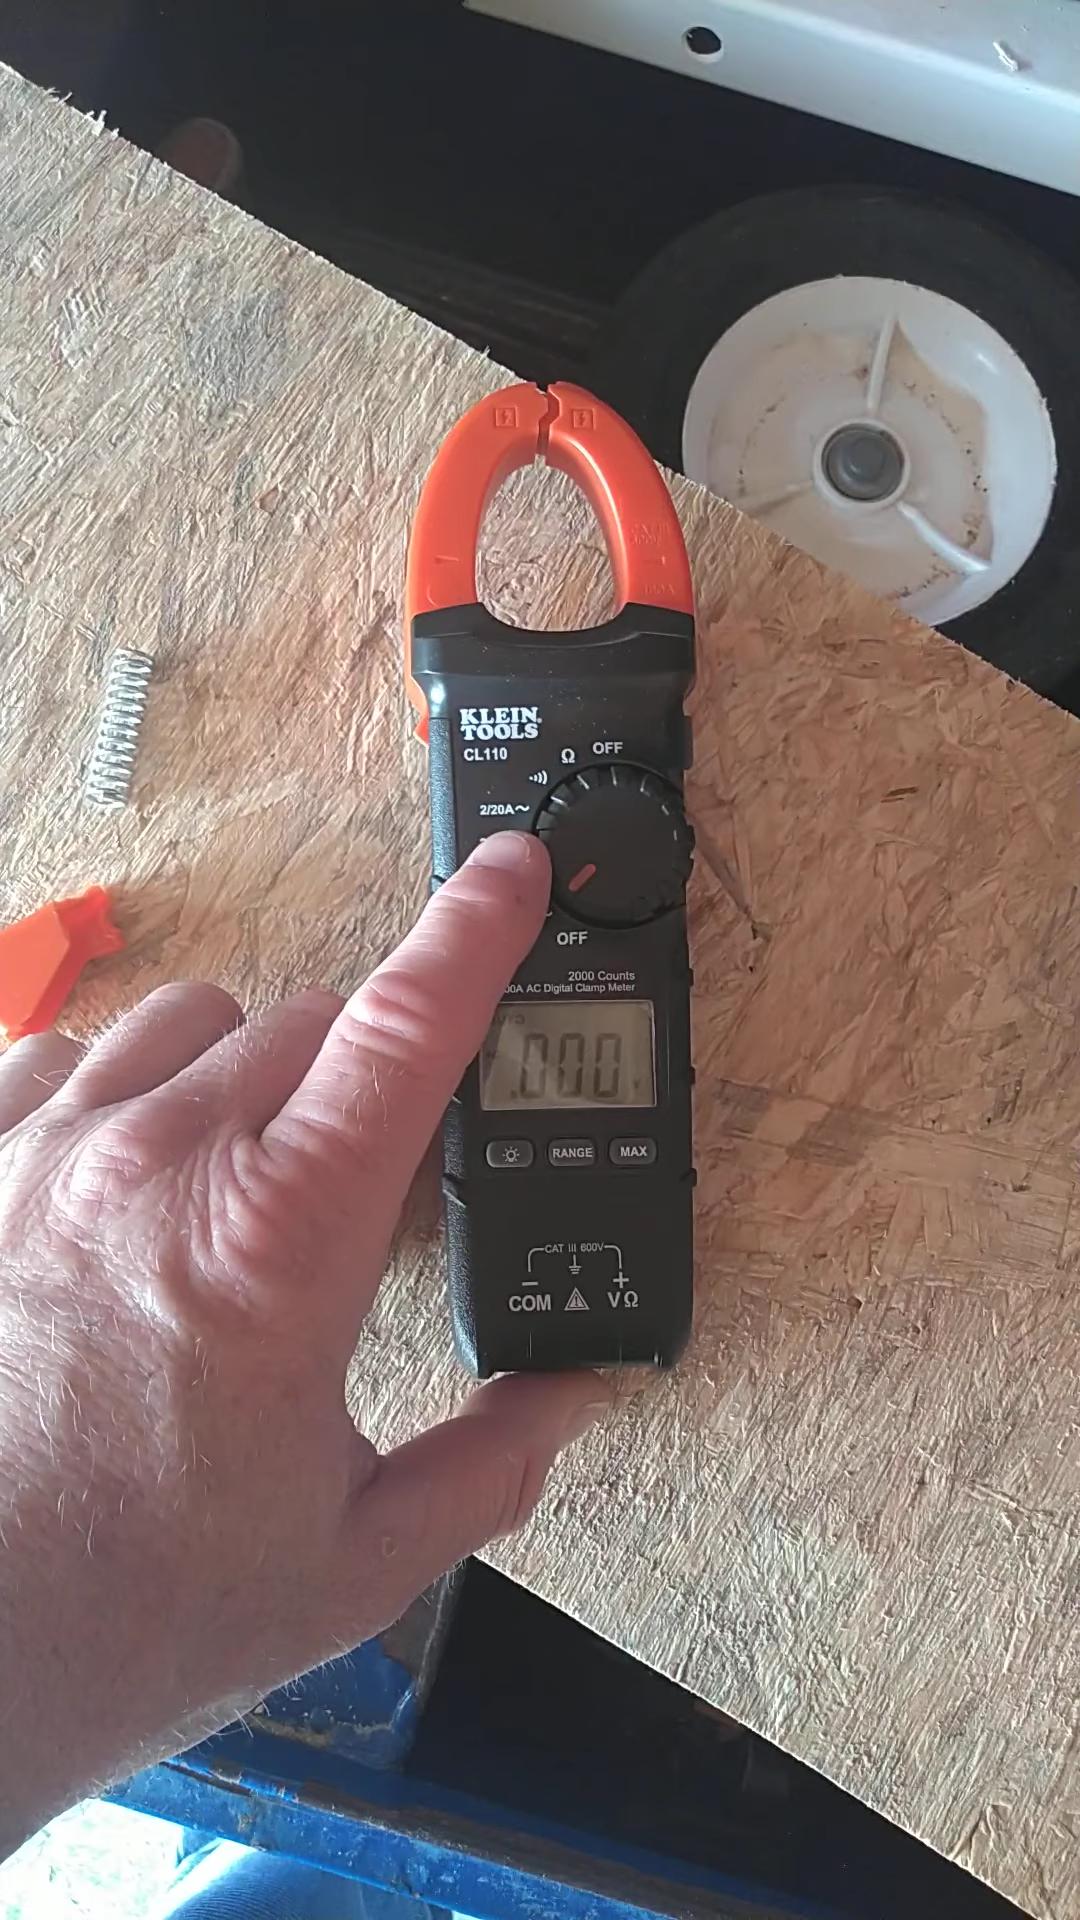 KLEIN
TOOLS®
CL110
Ω OFF
2/20A~
OFF
2000 Counts
00A AC Digital Clamp Meter
.000
RANGE
MAX
CAT III 600V
− +
COM VΩ